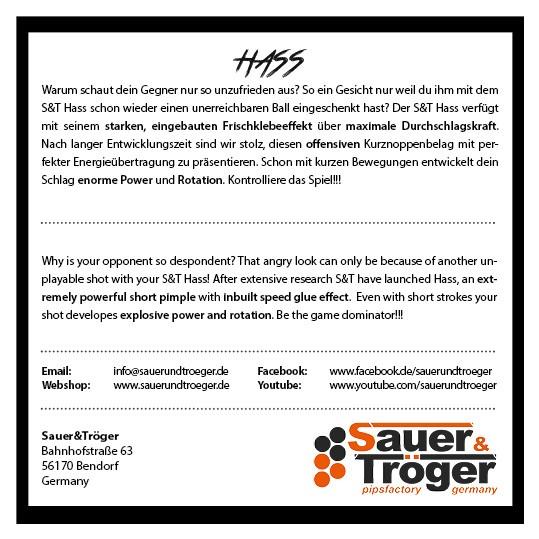 HASS
Warum schaut dein Gegner nur so unzufrieden aus? So ein Gesicht nur weil du ihm mit dem
S&T Hass schon wieder einen unerreichbaren Ball eingeschenkt hast? Der S&T Hass verfügt
mit seinem starken, eingebauten Frischklebeeffekt über maximale Durchschlagskraft.
Nach langer Entwicklungszeit sind wir stolz, diesen offensiven Kurznoppenbelag mit per-
fekter Energieübertragung zu präsentieren. Schon mit kurzen Bewegungen entwickelt dein
Schlag enorme Power und Rotation. Kontrolliere das Spiel!!!
Why is your opponent so despondent? That angry look can only be because of another un-
playable shot with your S&T Hass! After extensive research S&T have launched Hass, an ext-
remely powerful short pimple with inbuilt speed glue effect. Even with short strokes your
shot developes explosive power and rotation. Be the game dominator!!!
Email: info@sauerundtroeger.de Facebook: www.facebook.de/sauerundtroeger
Webshop: www.sauerundtroeger.de Youtube: www.youtube.com/sauerundtroeger
Sauer&Tröger
Bahnhofstraße 63
56170 Bendorf
Germany
Sauer &
Tröger
pipsfactory germany